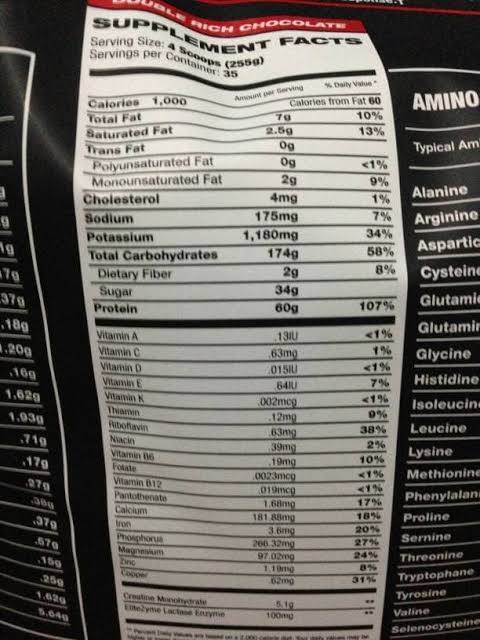 DOUBLE RICH CHOCOLATE
SUPPLEMENT FACTS
Serving Size: 4 Scoops (255g)
Servings per Container: 35
Amount per Serving % Daily Value*
Calories 1,000 Calories from Fat 60
Total Fat 7g 10%
Saturated Fat 2.5g 13%
Trans Fat 0g
Polyunsaturated Fat 0g <1%
Monounsaturated Fat 2g 9%
Cholesterol 4mg 1%
Sodium 175mg 7%
Potassium 1,180mg 34%
Total Carbohydrates 174g 58%
Dietary Fiber 2g 8%
Sugar 34g
Protein 60g 107%
Vitamin A .13IU <1%
Vitamin C .63mg 1%
Vitamin D .015IU <1%
Vitamin E .64IU 7%
Vitamin K .002mcg <1%
Thiamin .12mg 9%
Riboflavin .63mg 38%
Niacin .39mg 2%
Vitamin B6 .19mg 10%
Folate .0023mcg <1%
Vitamin B12 .019mcg <1%
Pantothenate 1.68mg 17%
Calcium 181.88mg 18%
Iron 3.6mg 20%
Phosphorus 266.32mg 27%
Magnesium 97.02mg 24%
Zinc 1.19mg 8%
Copper .62mg 31%
Creatine Monohydrate 5.1g **
Elitezyme Lactase Enzyme 100mg **
AMINO
Typical Am
Alanine
Arginine
Aspartic
Cysteine
Glutamic
Glutamin
Glycine
Histidine
Isoleucine
Leucine
Lysine
Methionine
Phenylalan
Proline
Sernine
Threonine
Tryptophane
Tyrosine
Valine
Selenocysteine
.18g
1.20g
.16g
1.62g
1.93g
.71g
.17g
.27g
.38g
.37g
.67g
.15g
.25g
1.62g
5.64g